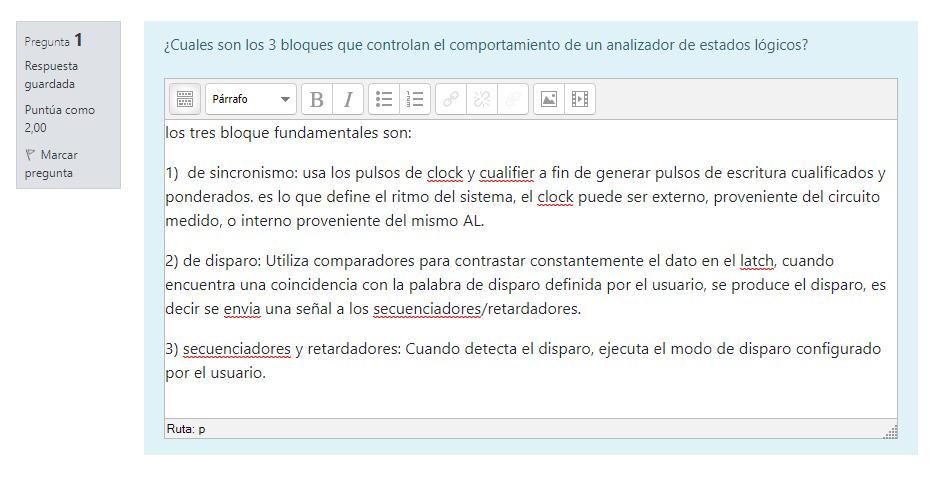 Pregunta 1
Respuesta
guardada
Puntúa como
2,00
Marcar
pregunta
¿Cuales son los 3 bloques que controlan el comportamiento de un analizador de estados lógicos?
Párrafo
B I
los tres bloque fundamentales son:
1) de sincronismo: usa los pulsos de clock y cualifier a fin de generar pulsos de escritura cualificados y
ponderados. es lo que define el ritmo del sistema, el clock puede ser externo, proveniente del circuito
medido, o interno proveniente del mismo AL.
2) de disparo: Utiliza comparadores para contrastar constantemente el dato en el latch, cuando
encuentra una coincidencia con la palabra de disparo definida por el usuario, se produce el disparo, es
decir se envia una señal a los secuenciadores/retardadores.
3) secuenciadores y retardadores: Cuando detecta el disparo, ejecuta el modo de disparo configurado
por el usuario.
Ruta: p